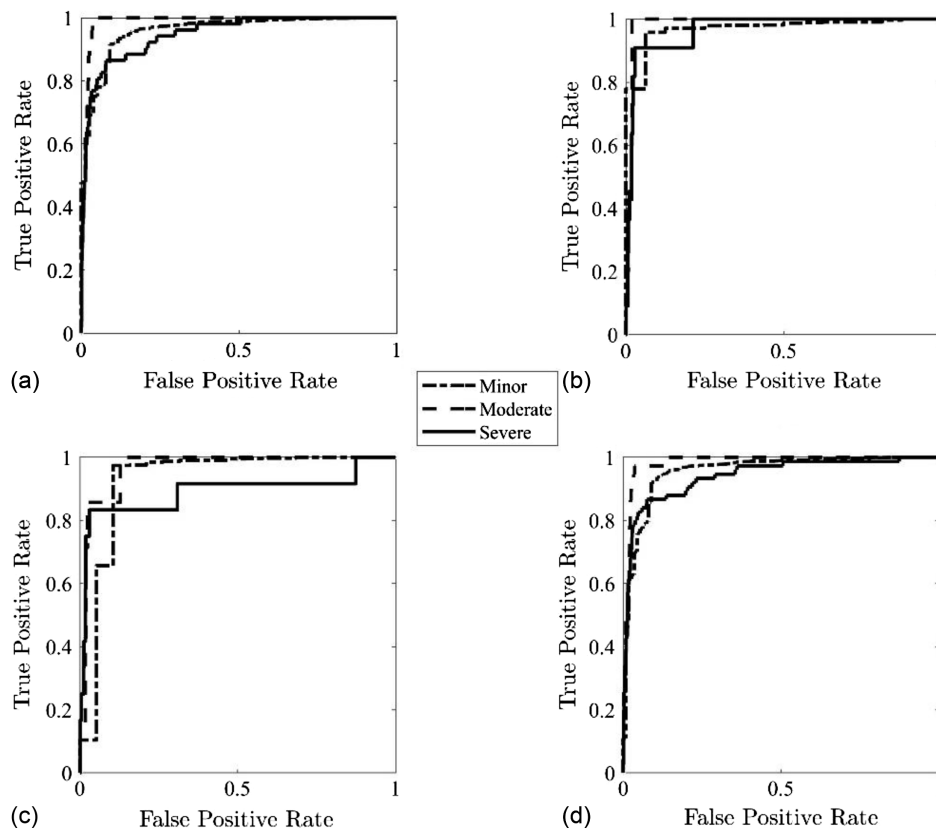 1
0.8
0.6
0.4
0.2
0
True Positive Rate
0
0.5
1
False Positive Rate
(a)
1
0.8
0.6
0.4
0.2
0
True Positive Rate
0
0.5
False Positive Rate
(b)
Minor
Moderate
Severe
1
0.8
0.6
0.4
0.2
0
True Positive Rate
0
0.5
1
False Positive Rate
(c)
1
0.8
0.6
0.4
0.2
0
True Positive Rate
0
0.5
False Positive Rate
(d)